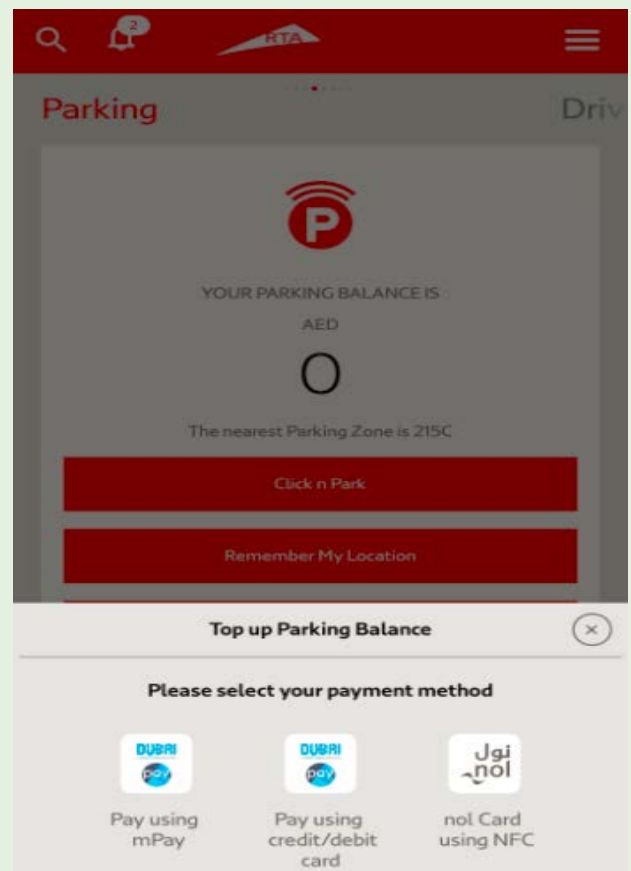 2
RTA
Parking
Driv
P
YOUR PARKING BALANCE IS
AED
0
The nearest Parking Zone is 215C
Click n Park
Remember My Location
Top up Parking Balance
Please select your payment method
DUBAI
pay
Pay using
mPay
DUBAI
pay
Pay using
credit/debit
card
نول
nol
nol Card
using NFC